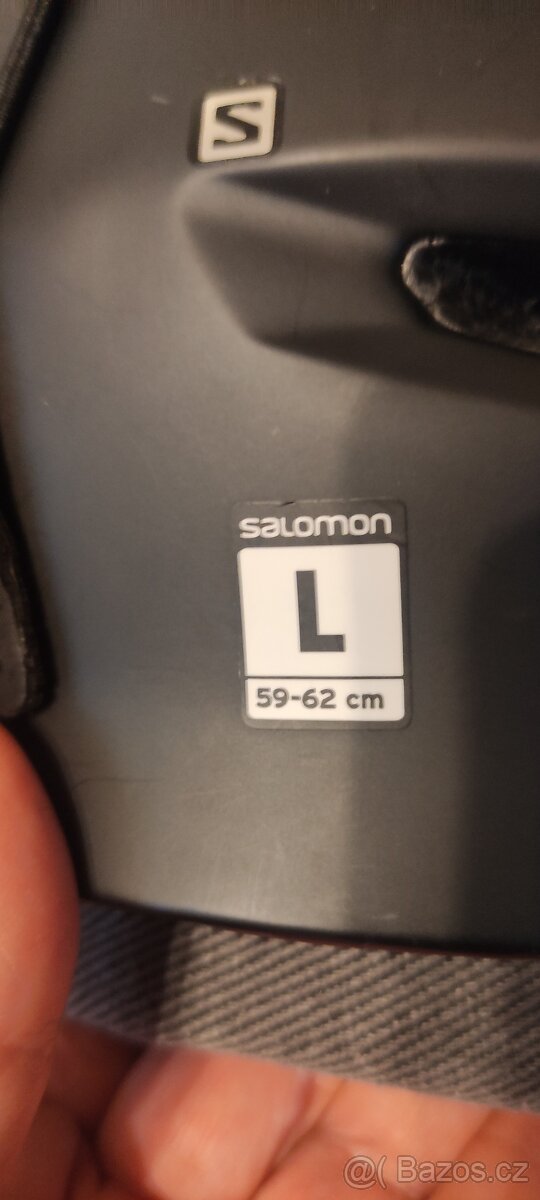 S
salomon
L
59-62 cm
@( Bazos.cz